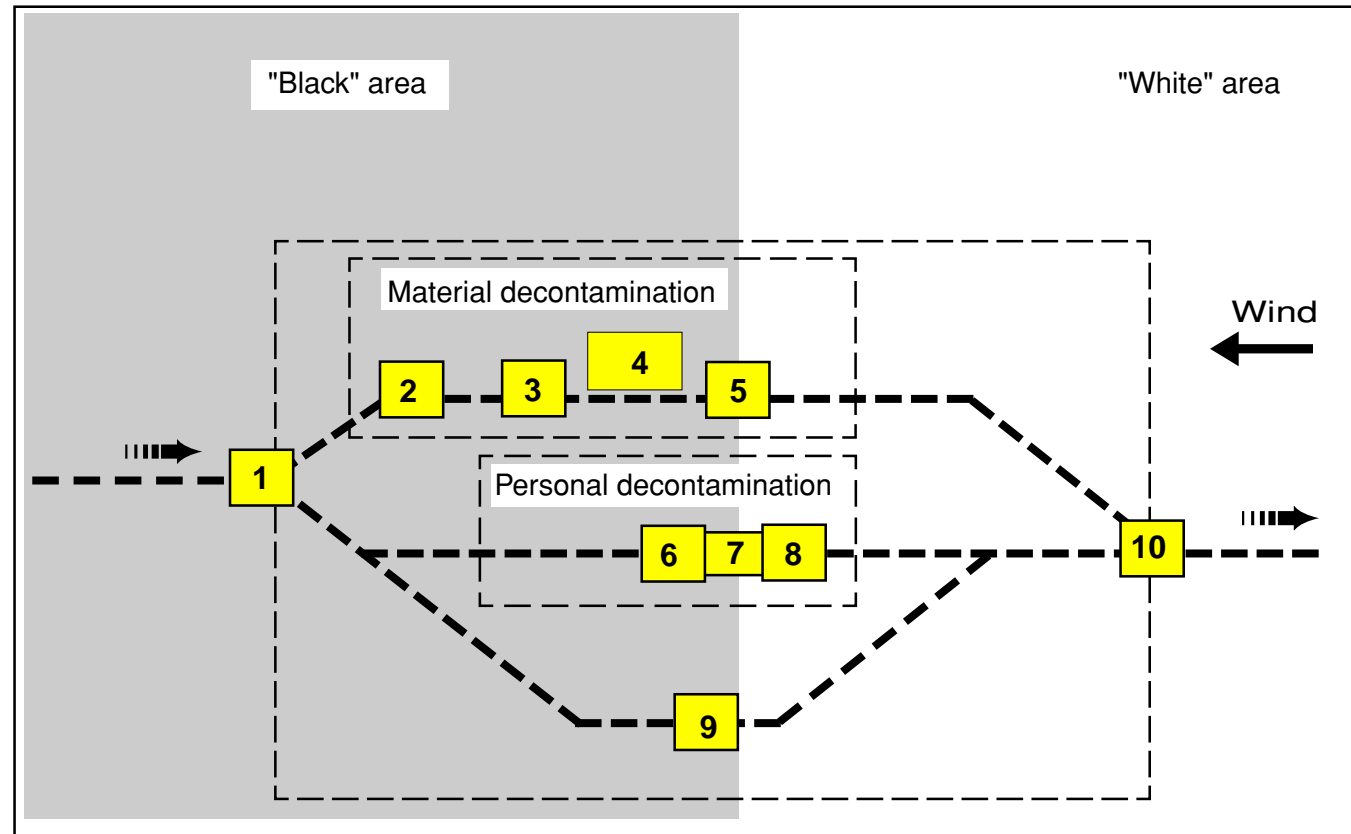 "Black" area
"White" area
Material decontamination
Wind
4
2
3
5
1
Personal decontamination
6
7
8
10
9